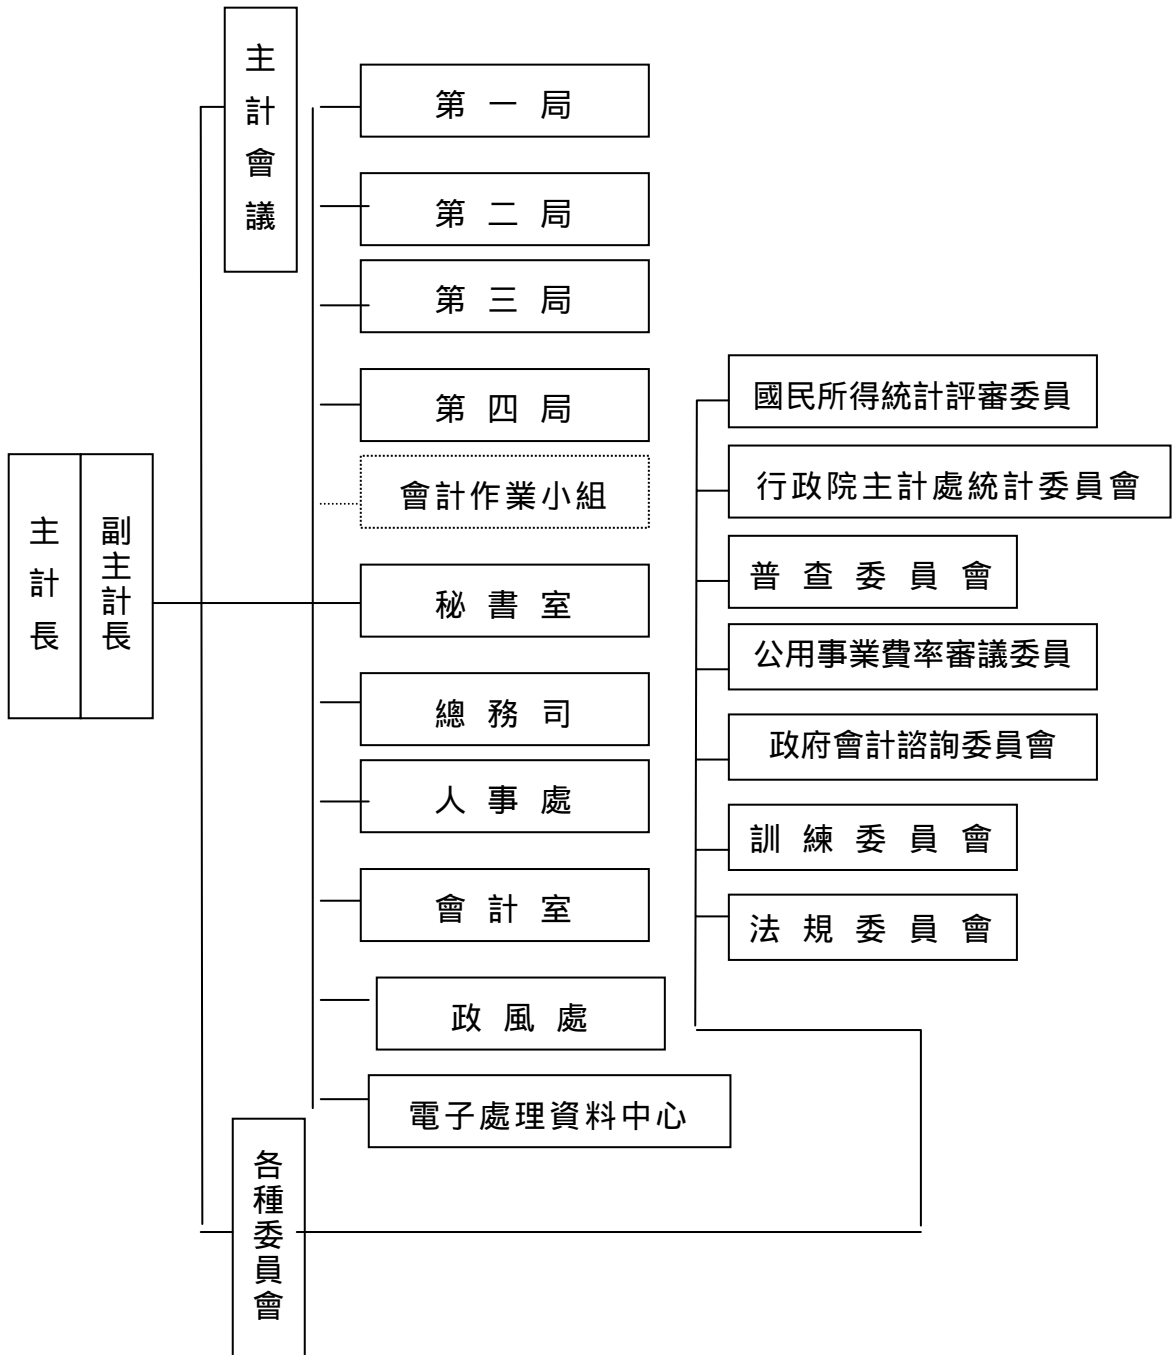 主計會議
第一局
第二局
第三局
第四局
會計作業小組
主計長
副主計長
秘書室
總務司
人事處
會計室
政風處
電子處理資料中心
國民所得統計評審委員
行政院主計處統計委員會
普查委員會
公用事業費率審議委員
政府會計諮詢委員會
訓練委員會
法規委員會
各種委員會